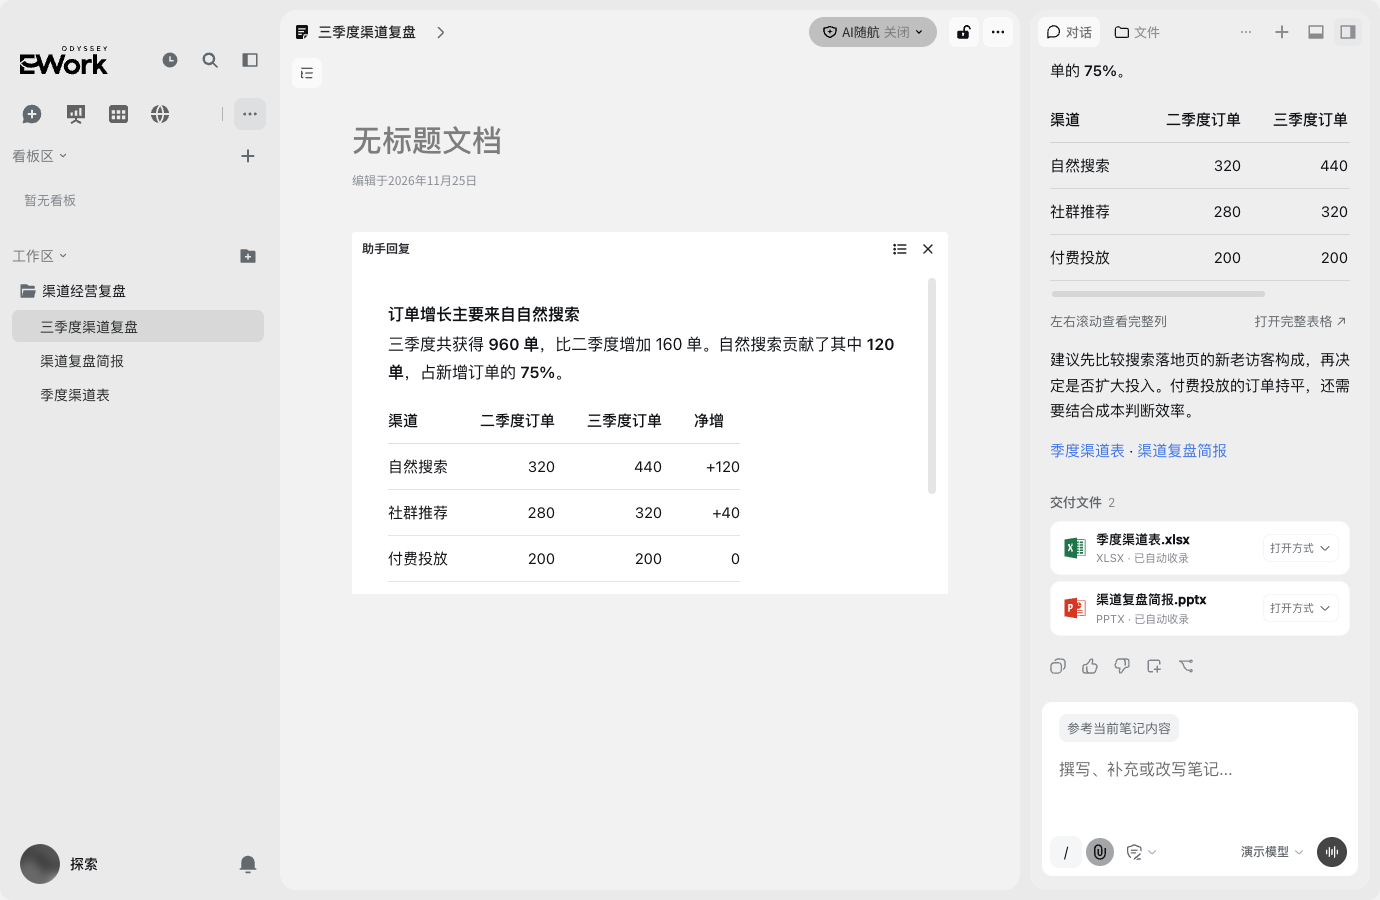 ODYSSEY
EWork
看板区
暂无看板
工作区
渠道经营复盘
三季度渠道复盘
渠道复盘简报
季度渠道表
探索
三季度渠道复盘
AI随航 关闭
无标题文档
编辑于2026年11月25日
助手回复
订单增长主要来自自然搜索
三季度共获得 960 单，比二季度增加 160 单。自然搜索贡献了其中 120
单，占新增订单的 75%。
渠道 二季度订单 三季度订单 净增
自然搜索 320 440 +120
社群推荐 280 320 +40
付费投放 200 200 0
对话 文件
单的 75%。
渠道 二季度订单 三季度订单
自然搜索 320 440
社群推荐 280 320
付费投放 200 200
左右滚动查看完整列 打开完整表格
建议先比较搜索落地页的新老访客构成，再决
定是否扩大投入。付费投放的订单持平，还需
要结合成本判断效率。
季度渠道表 · 渠道复盘简报
交付文件 2
季度渠道表.xlsx
XLSX · 已自动收录
打开方式
渠道复盘简报.pptx
PPTX · 已自动收录
打开方式
参考当前笔记内容
撰写、补充或改写笔记...
/
演示模型